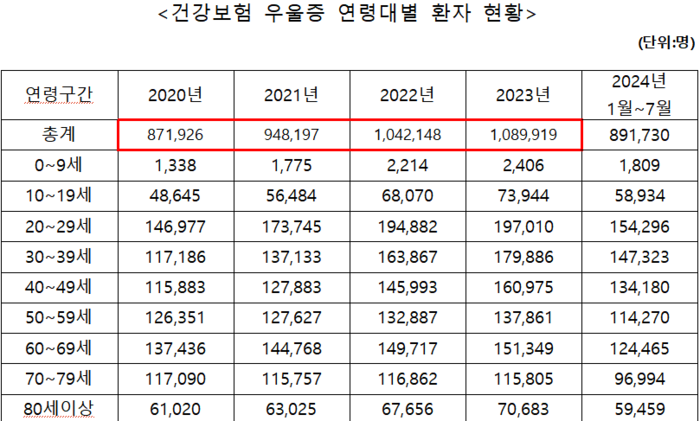 <건강보험 우울증 연령대별 환자 현황>
(단위:명)
연령구간 2020년 2021년 2022년 2023년 2024년
1월~7월
총계 871,926 948,197 1,042,148 1,089,919 891,730
0~9세 1,338 1,775 2,214 2,406 1,809
10~19세 48,645 56,484 68,070 73,944 58,934
20~29세 146,977 173,745 194,882 197,010 154,296
30~39세 117,186 137,133 163,867 179,886 147,323
40~49세 115,883 127,883 145,993 160,975 134,180
50~59세 126,351 127,627 132,887 137,861 114,270
60~69세 137,436 144,768 149,717 151,349 124,465
70~79세 117,090 115,757 116,862 115,805 96,994
80세이상 61,020 63,025 67,656 70,683 59,459